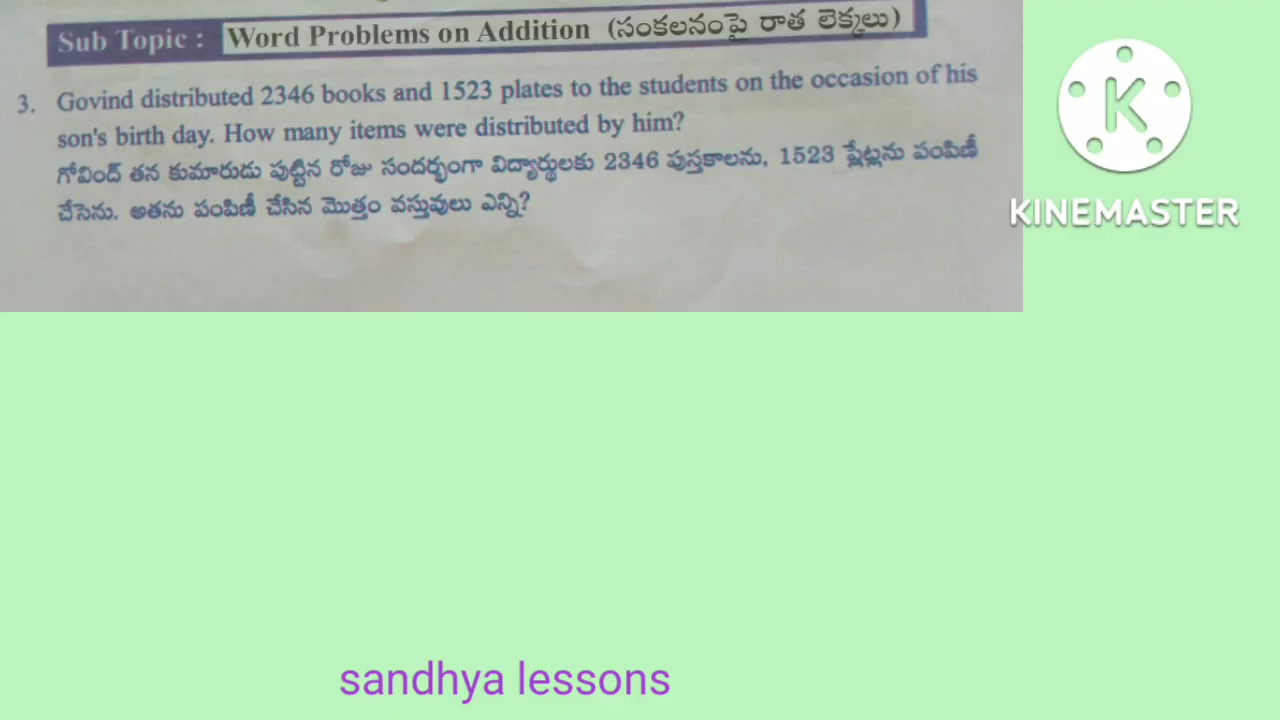 Sub Topic : Word Problems on Addition (సంకలనంపై రాత లెక్కలు)
3. Govind distributed 2346 books and 1523 plates to the students on the occasion of his
son's birth day. How many items were distributed by him?
గోవింద్ తన కుమారుడు పుట్టిన రోజు సందర్భంగా విద్యార్థులకు 2346 పుస్తకాలను, 1523 ప్లేట్లను పంపిణీ
చేసెను. అతను పంపిణీ చేసిన మొత్తం వస్తువులు ఎన్ని?
K
KINEMASTER
sandhya lessons